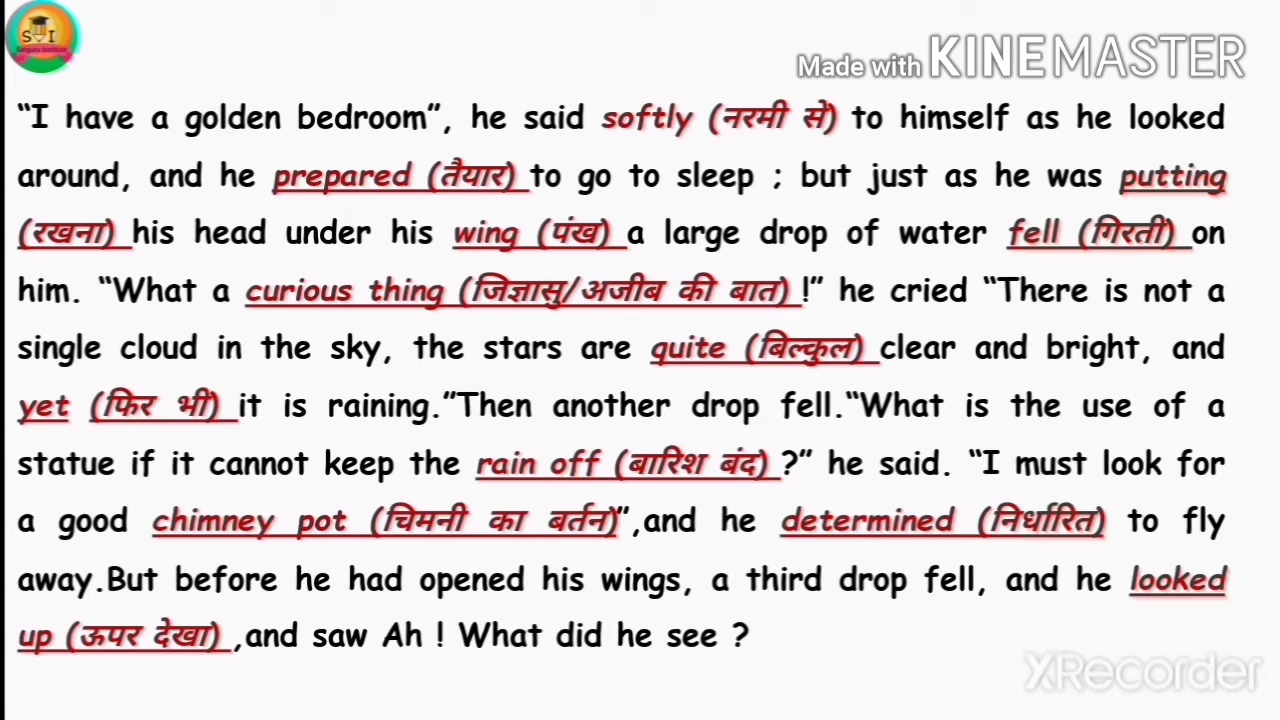 S I
Made with KINEMASTER
“I have a golden bedroom”, he said softly (नरमी से) to himself as he looked
around, and he prepared (तैयार) to go to sleep ; but just as he was putting
(रखना) his head under his wing (पंख) a large drop of water fell (गिरती) on
him. “What a curious thing (जिज्ञासु/अजीब की बात) !” he cried “There is not a
single cloud in the sky, the stars are quite (बिल्कुल) clear and bright, and
yet (फिर भी) it is raining.”Then another drop fell.“What is the use of a
statue if it cannot keep the rain off (बारिश बंद) ?” he said. “I must look for
a good chimney pot (चिमनी का बर्तन)”,and he determined (निर्धारित) to fly
away.But before he had opened his wings, a third drop fell, and he looked
up (ऊपर देखा) ,and saw Ah ! What did he see ?
XRecorder